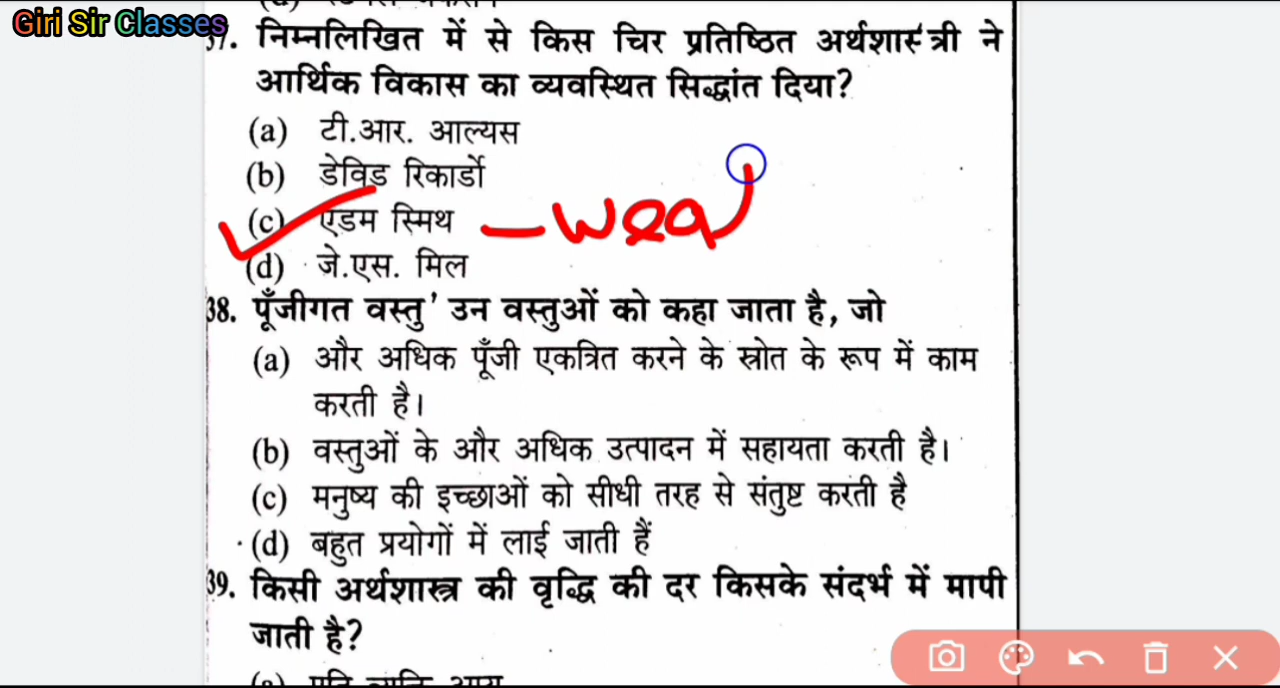 Giri Sir Classes
37. निम्नलिखित में से किस चिर प्रतिष्ठित अर्थशास्त्री ने
आर्थिक विकास का व्यवस्थित सिद्धांत दिया?
(a) टी.आर. आल्यस
(b) डेविड रिकार्डो
(c) एडम स्मिथ – wea
(d) जे.एस. मिल
38. पूँजीगत वस्तु' उन वस्तुओं को कहा जाता है, जो
(a) और अधिक पूँजी एकत्रित करने के स्रोत के रूप में काम
करती है।
(b) वस्तुओं के और अधिक उत्पादन में सहायता करती है।
(c) मनुष्य की इच्छाओं को सीधी तरह से संतुष्ट करती है
(d) बहुत प्रयोगों में लाई जाती हैं
39. किसी अर्थशास्त्र की वृद्धि की दर किसके संदर्भ में मापी
जाती है?